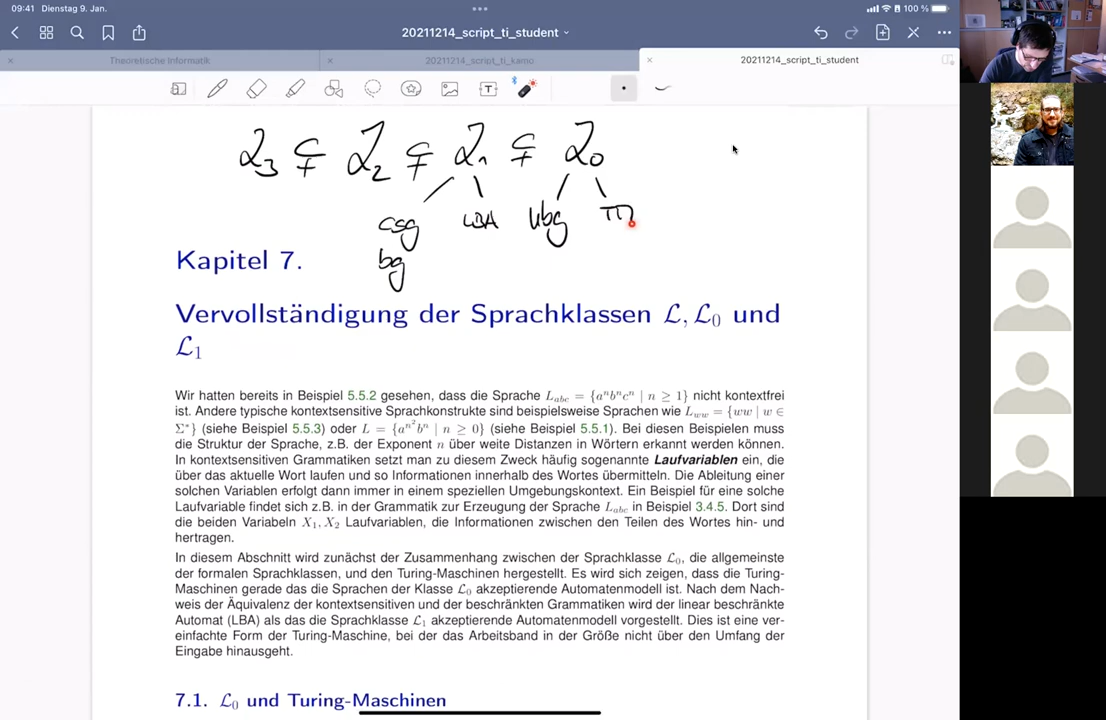 09:41 Dienstag 9. Jan.
100 %
20211214_script_ti_student
Theoretische Informatik
20211214_script_ti_kamo
20211214_script_ti_student
ℒ₃ ⊊ ℒ₂ ⊊ ℒ₁ ⊊ ℒ₀
csg LBA ubg TM
bg
Kapitel 7.
Vervollständigung der Sprachklassen ℒ, ℒ₀ und
ℒ₁
Wir hatten bereits in Beispiel 5.5.2 gesehen, dass die Sprache L_abc = {aⁿbⁿcⁿ | n ≥ 1} nicht kontextfrei
ist. Andere typische kontextsensitive Sprachkonstrukte sind beispielsweise Sprachen wie L_ww = {ww | w ∈
Σ*} (siehe Beispiel 5.5.3) oder L = {a^{n²}bⁿ | n ≥ 0} (siehe Beispiel 5.5.1). Bei diesen Beispielen muss
die Struktur der Sprache, z.B. der Exponent n über weite Distanzen in Wörtern erkannt werden können.
In kontextsensitiven Grammatiken setzt man zu diesem Zweck häufig sogenannte Laufvariablen ein, die
über das aktuelle Wort laufen und so Informationen innerhalb des Wortes übermitteln. Die Ableitung einer
solchen Variablen erfolgt dann immer in einem speziellen Umgebungskontext. Ein Beispiel für eine solche
Laufvariable findet sich z.B. in der Grammatik zur Erzeugung der Sprache L_abc in Beispiel 3.4.5. Dort sind
die beiden Variabeln X₁, X₂ Laufvariablen, die Informationen zwischen den Teilen des Wortes hin- und
hertragen.
In diesem Abschnitt wird zunächst der Zusammenhang zwischen der Sprachklasse ℒ₀, die allgemeinste
der formalen Sprachklassen, und den Turing-Maschinen hergestellt. Es wird sich zeigen, dass die Turing-
Maschinen gerade das die Sprachen der Klasse ℒ₀ akzeptierende Automatenmodell ist. Nach dem Nach-
weis der Äquivalenz der kontextsensitiven und der beschränkten Grammatiken wird der linear beschränkte
Automat (LBA) als das die Sprachklasse ℒ₁ akzeptierende Automatenmodell vorgestellt. Dies ist eine ver-
einfachte Form der Turing-Maschine, bei der das Arbeitsband in der Größe nicht über den Umfang der
Eingabe hinausgeht.
7.1. ℒ₀ und Turing-Maschinen